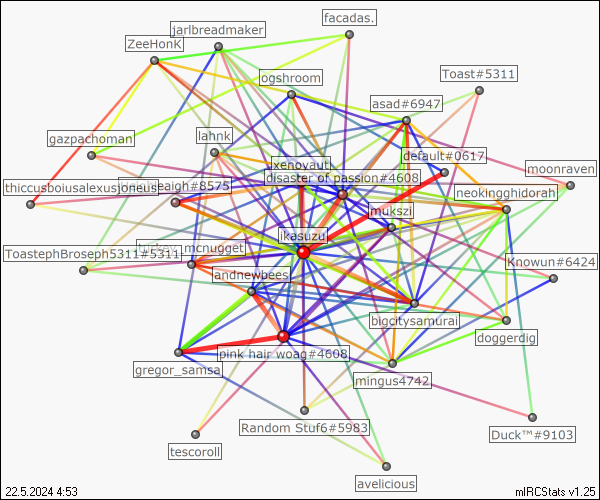 facadas.
jarlbreadmaker
ZeeHonK
ogshroom
Toast#5311
asad#6947
gazpachoman
lahnk
default#0617
xenovaut
moonraven
disaster of passion#4608
thiccusboiusalexusjoneus
eaigh#8575
neokingghidorah
mukszi
ikasuzu
turkey_mcnugget
ToastephBroseph5311#5311
Knowun#6424
andnewbees
bigcitysamurai
doggerdig
pink hair woag#4608
gregor_samsa
mingus4742
Random Stuf6#5983
Duck™#9103
tescoroll
avelicious
22.5.2024 4:53
mIRCStats v1.25